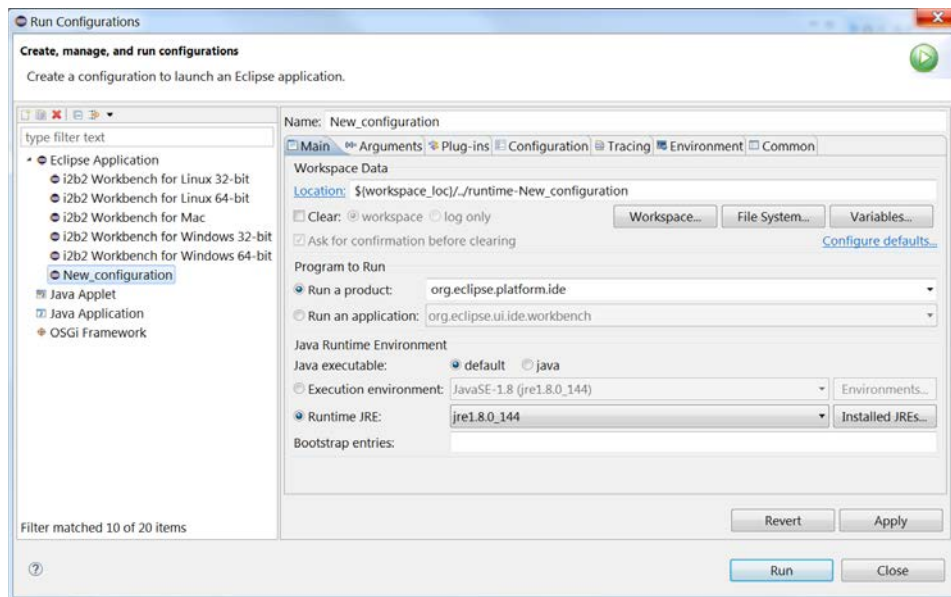 Run Configurations
Create, manage, and run configurations
Create a configuration to launch an Eclipse application.
type filter text
Eclipse Application
i2b2 Workbench for Linux 32-bit
i2b2 Workbench for Linux 64-bit
i2b2 Workbench for Mac
i2b2 Workbench for Windows 32-bit
i2b2 Workbench for Windows 64-bit
New_configuration
Java Applet
Java Application
OSGi Framework
Filter matched 10 of 20 items
Name: New_configuration
Main Arguments Plug-ins Configuration Tracing Environment Common
Workspace Data
Location: ${workspace_loc}/../runtime-New_configuration
Clear: workspace log only Workspace... File System... Variables...
Ask for confirmation before clearing Configure defaults...
Program to Run
Run a product: org.eclipse.platform.ide
Run an application: org.eclipse.ui.ide.workbench
Java Runtime Environment
Java executable: default java
Execution environment: JavaSE-1.8 (jre1.8.0_144) Environments...
Runtime JRE: jre1.8.0_144 Installed JREs...
Bootstrap entries:
Revert Apply
Run Close